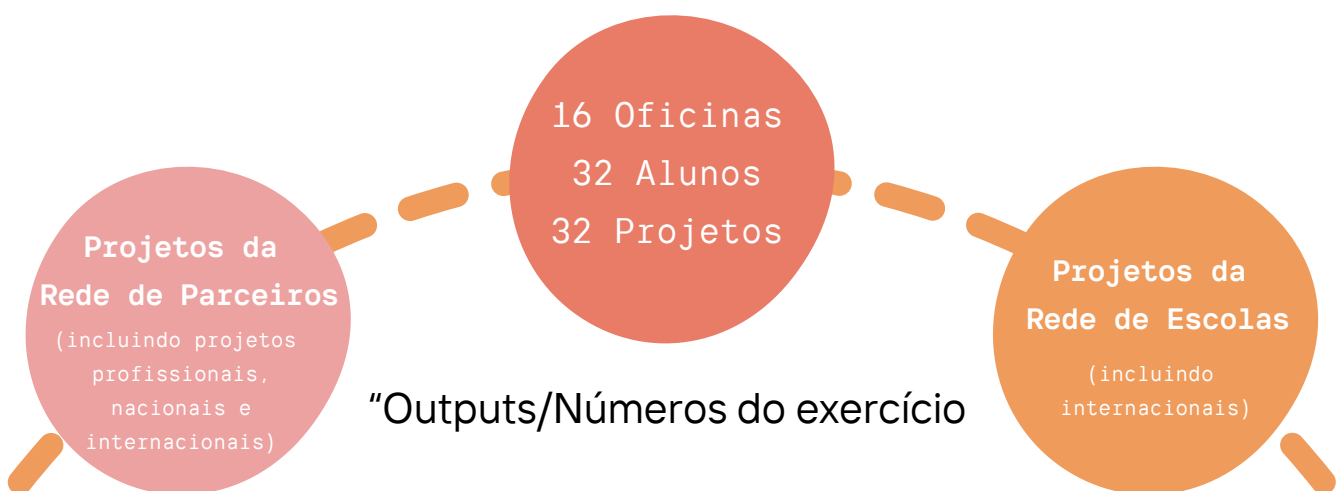 16 Oficinas
32 Alunos
32 Projetos
Projetos da
Rede de Parceiros
(incluindo projetos
profissionais,
nacionais e
internacionais)
Projetos da
Rede de Escolas
(incluindo
internacionais)
“Outputs/Números do exercício